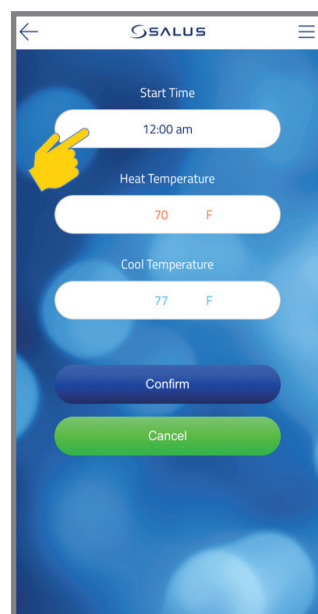 SALUS
Start Time
12:00 am
Heat Temperature
70 F
Cool Temperature
77 F
Confirm
Cancel